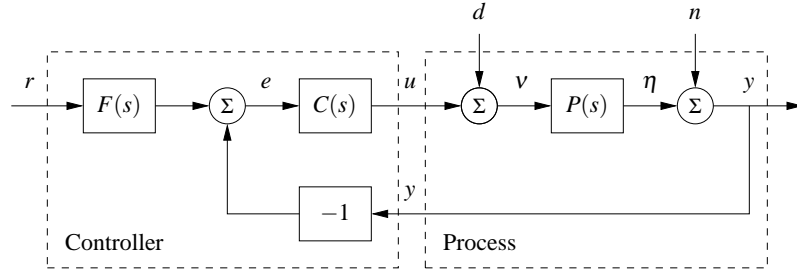 d n
r F(s) Σ e C(s) u Σ ν P(s) η Σ y
−1 y
Controller Process